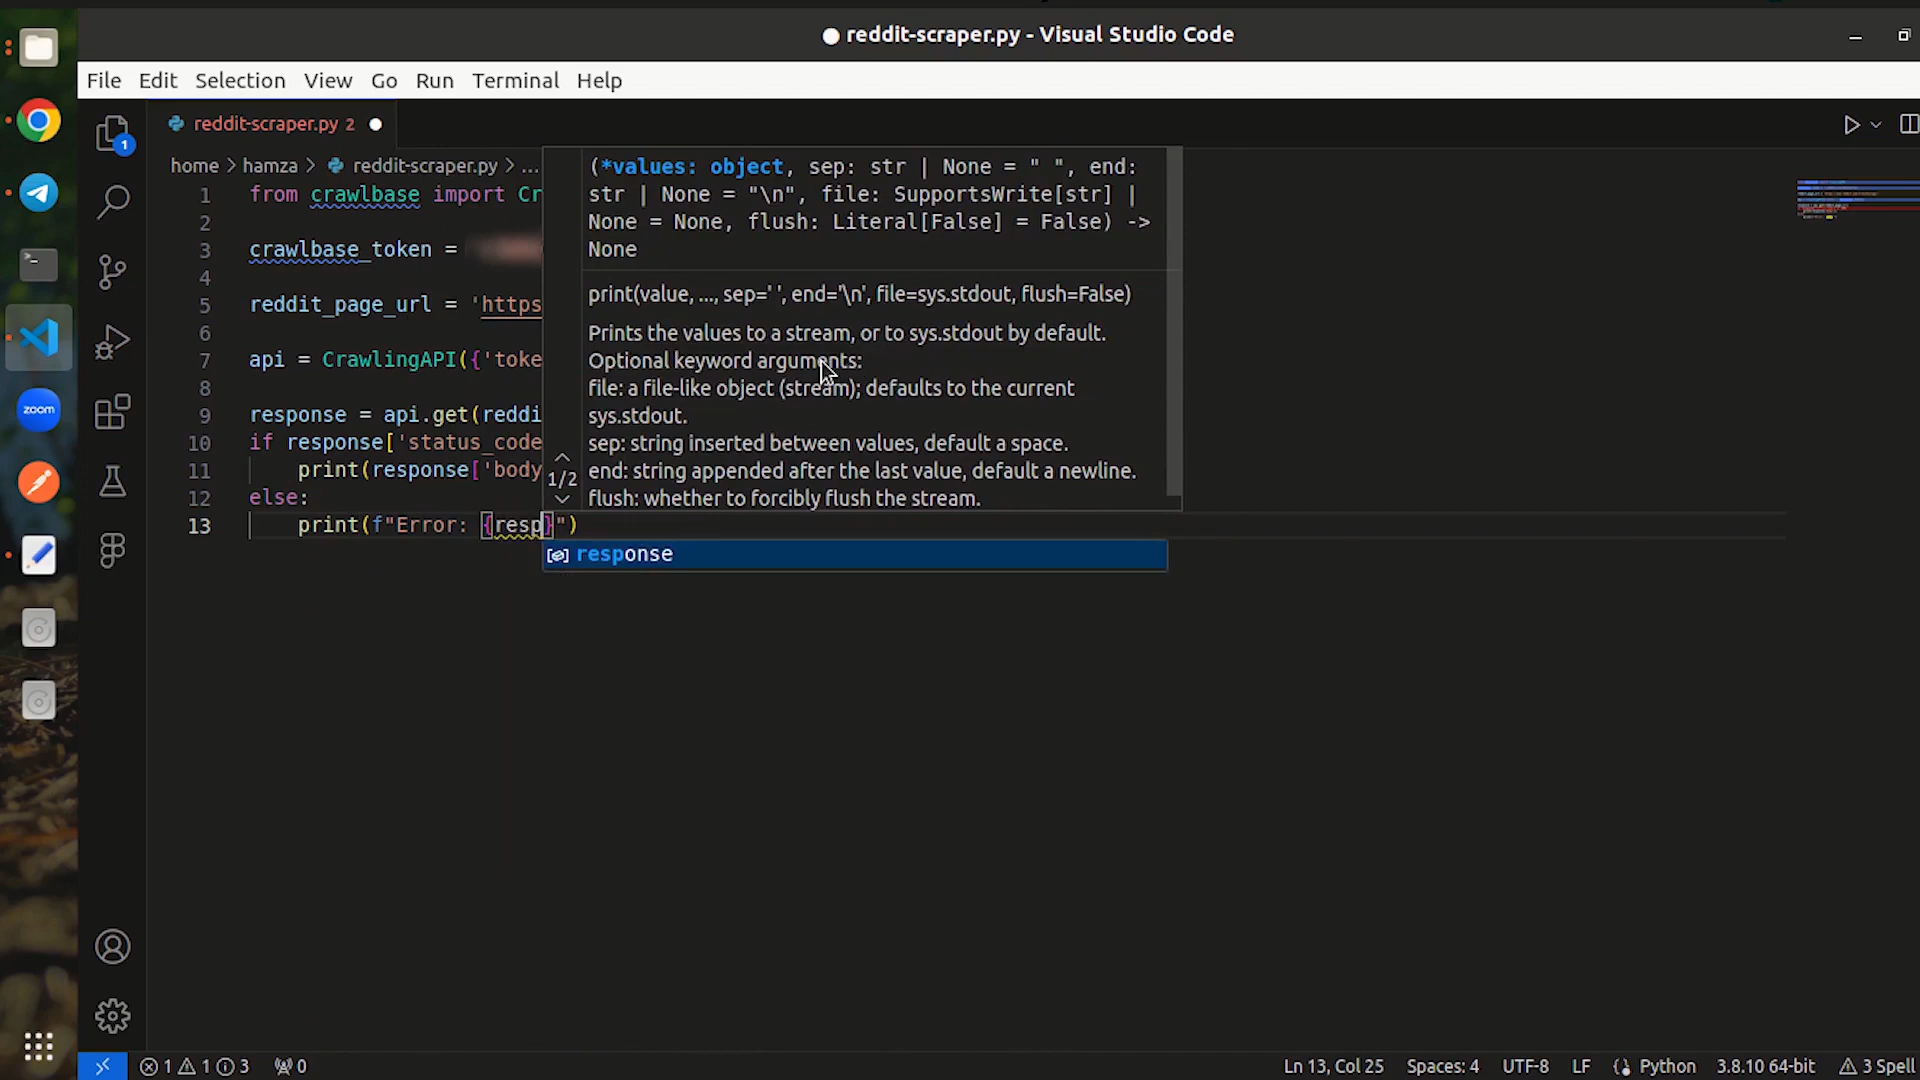 reddit-scraper.py - Visual Studio Code
File Edit Selection View Go Run Terminal Help
reddit-scraper.py 2
home > hamza > reddit-scraper.py > ...
1 from crawlbase import Cr
2
3 crawlbase_token =
4
5 reddit_page_url = 'https
6
7 api = CrawlingAPI({'toke
8
9 response = api.get(reddi
10 if response['status_code
11 print(response['body
12 else:
13 print(f"Error: {resp}")
(*values: object, sep: str | None = " ", end:
str | None = "\n", file: SupportsWrite[str] |
None = None, flush: Literal[False] = False) ->
None
print(value, ..., sep=' ', end='\n', file=sys.stdout, flush=False)
Prints the values to a stream, or to sys.stdout by default.
Optional keyword arguments:
file: a file-like object (stream); defaults to the current
sys.stdout.
sep: string inserted between values, default a space.
end: string appended after the last value, default a newline.
flush: whether to forcibly flush the stream.
1/2
response
1
zoom
1 1 3 0
Ln 13, Col 25 Spaces: 4 UTF-8 LF Python 3.8.10 64-bit 3 Spell